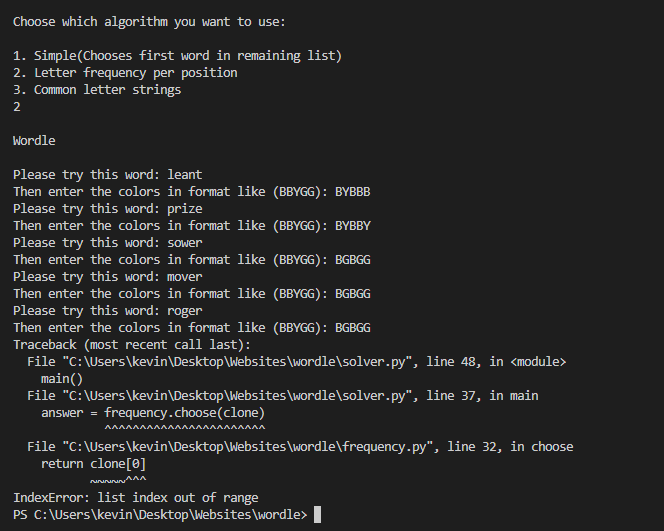 Choose which algorithm you want to use:
1. Simple(Chooses first word in remaining list)
2. Letter frequency per position
3. Common letter strings
2
Wordle
Please try this word: leant
Then enter the colors in format like (BBYGG): BYBBB
Please try this word: prize
Then enter the colors in format like (BBYGG): BYBBY
Please try this word: sower
Then enter the colors in format like (BBYGG): BGBGG
Please try this word: mover
Then enter the colors in format like (BBYGG): BGBGG
Please try this word: roger
Then enter the colors in format like (BBYGG): BGBGG
Traceback (most recent call last):
  File "C:\Users\kevin\Desktop\Websites\wordle\solver.py", line 48, in <module>
    main()
  File "C:\Users\kevin\Desktop\Websites\wordle\solver.py", line 37, in main
    answer = frequency.choose(clone)
             ^^^^^^^^^^^^^^^^^^^^^^^
  File "C:\Users\kevin\Desktop\Websites\wordle\frequency.py", line 32, in choose
    return clone[0]
           ~~~~~^^^
IndexError: list index out of range
PS C:\Users\kevin\Desktop\Websites\wordle>